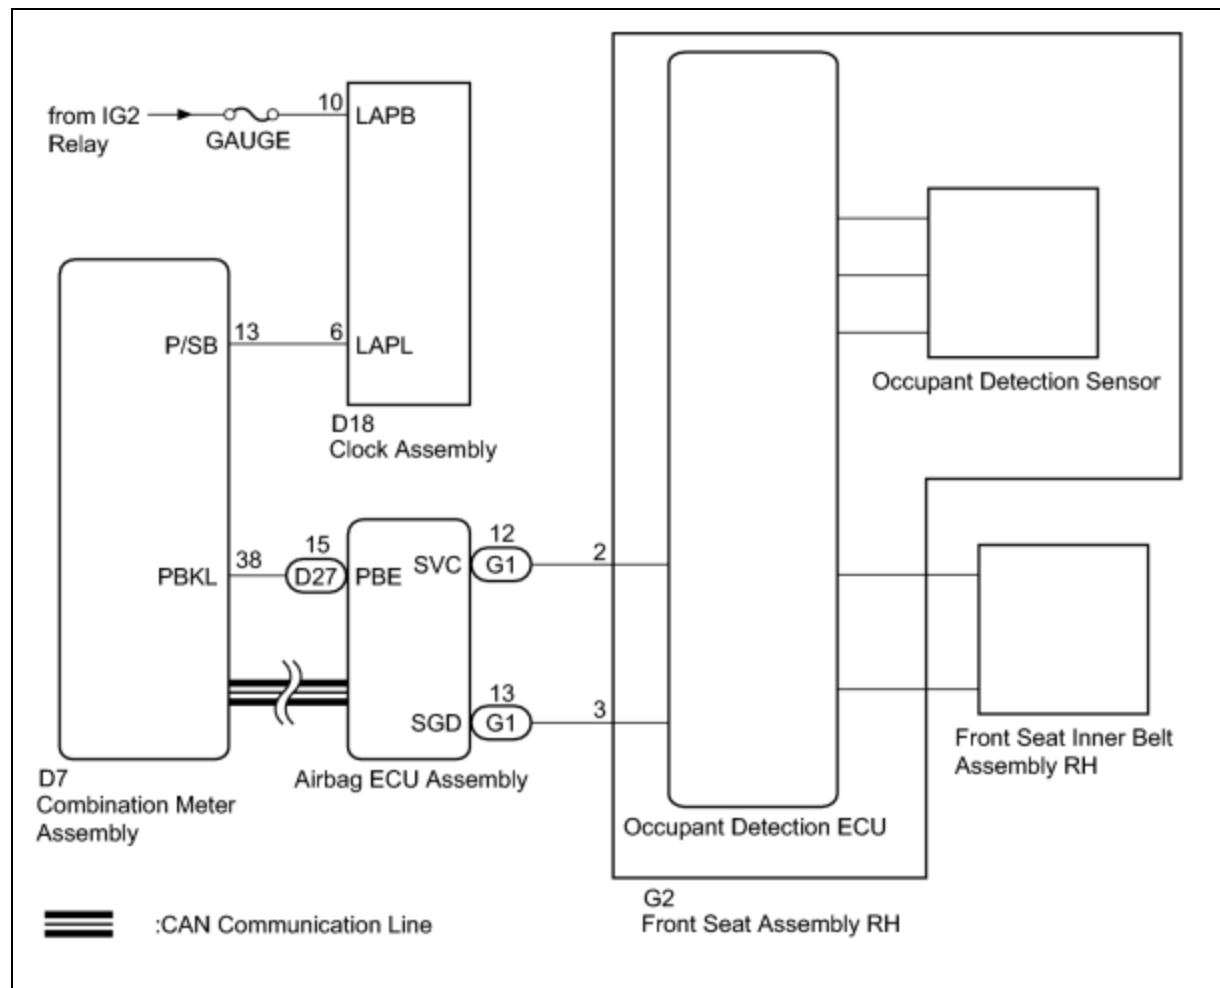 from IG2
Relay
GAUGE
10
LAPB
P/SB
13
6
LAPL
D18
Clock Assembly
Occupant Detection Sensor
PBKL
38
15
D27
PBE
SVC
12
G1
2
SGD
13
G1
3
D7
Combination Meter
Assembly
Airbag ECU Assembly
Occupant Detection ECU
Front Seat Inner Belt
Assembly RH
G2
Front Seat Assembly RH
:CAN Communication Line